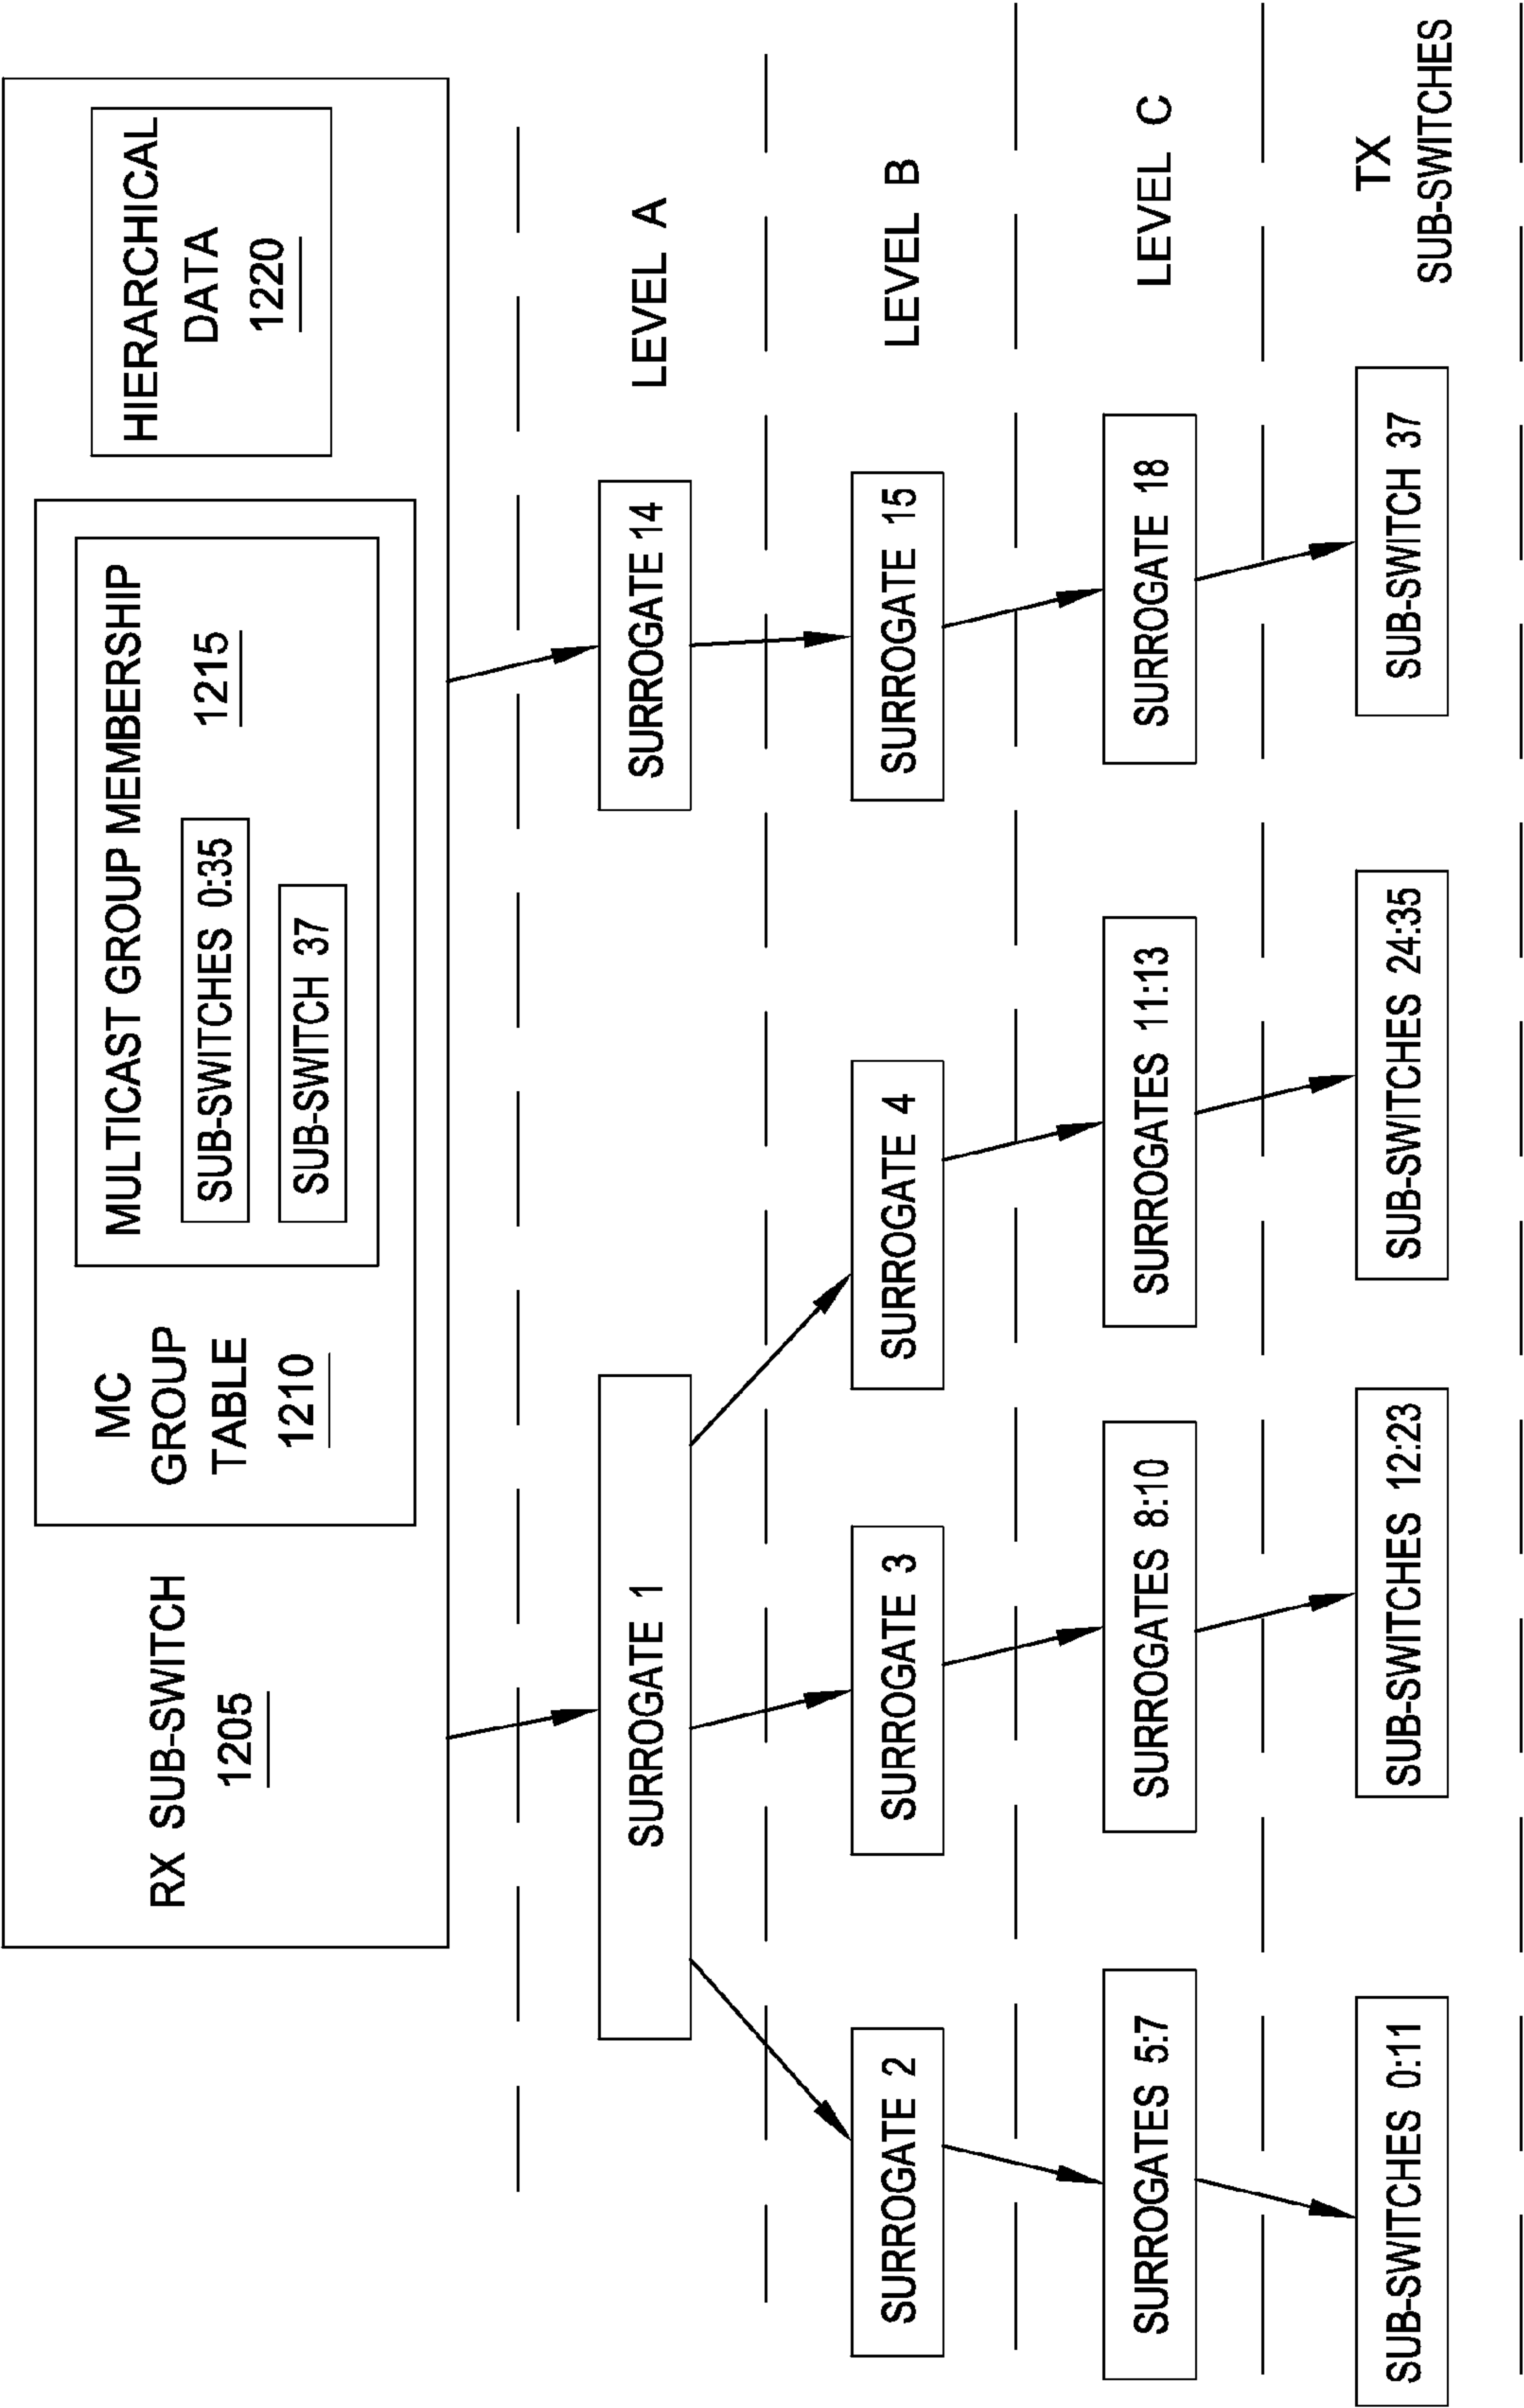 RX SUB-SWITCH
1205
MC
GROUP
TABLE
1210
MULTICAST GROUP MEMBERSHIP
1215
SUB-SWITCHES 0:35
SUB-SWITCH 37
HIERARCHICAL
DATA
1220
SURROGATE 1
SURROGATE 14
LEVEL A
SURROGATE 2
SURROGATE 3
SURROGATE 4
SURROGATE 15
LEVEL B
SURROGATES 5:7
SURROGATES 8:10
SURROGATES 11:13
SURROGATE 18
LEVEL C
SUB-SWITCHES 0:11
SUB-SWITCHES 12:23
SUB-SWITCHES 24:35
SUB-SWITCH 37
TX
SUB-SWITCHES